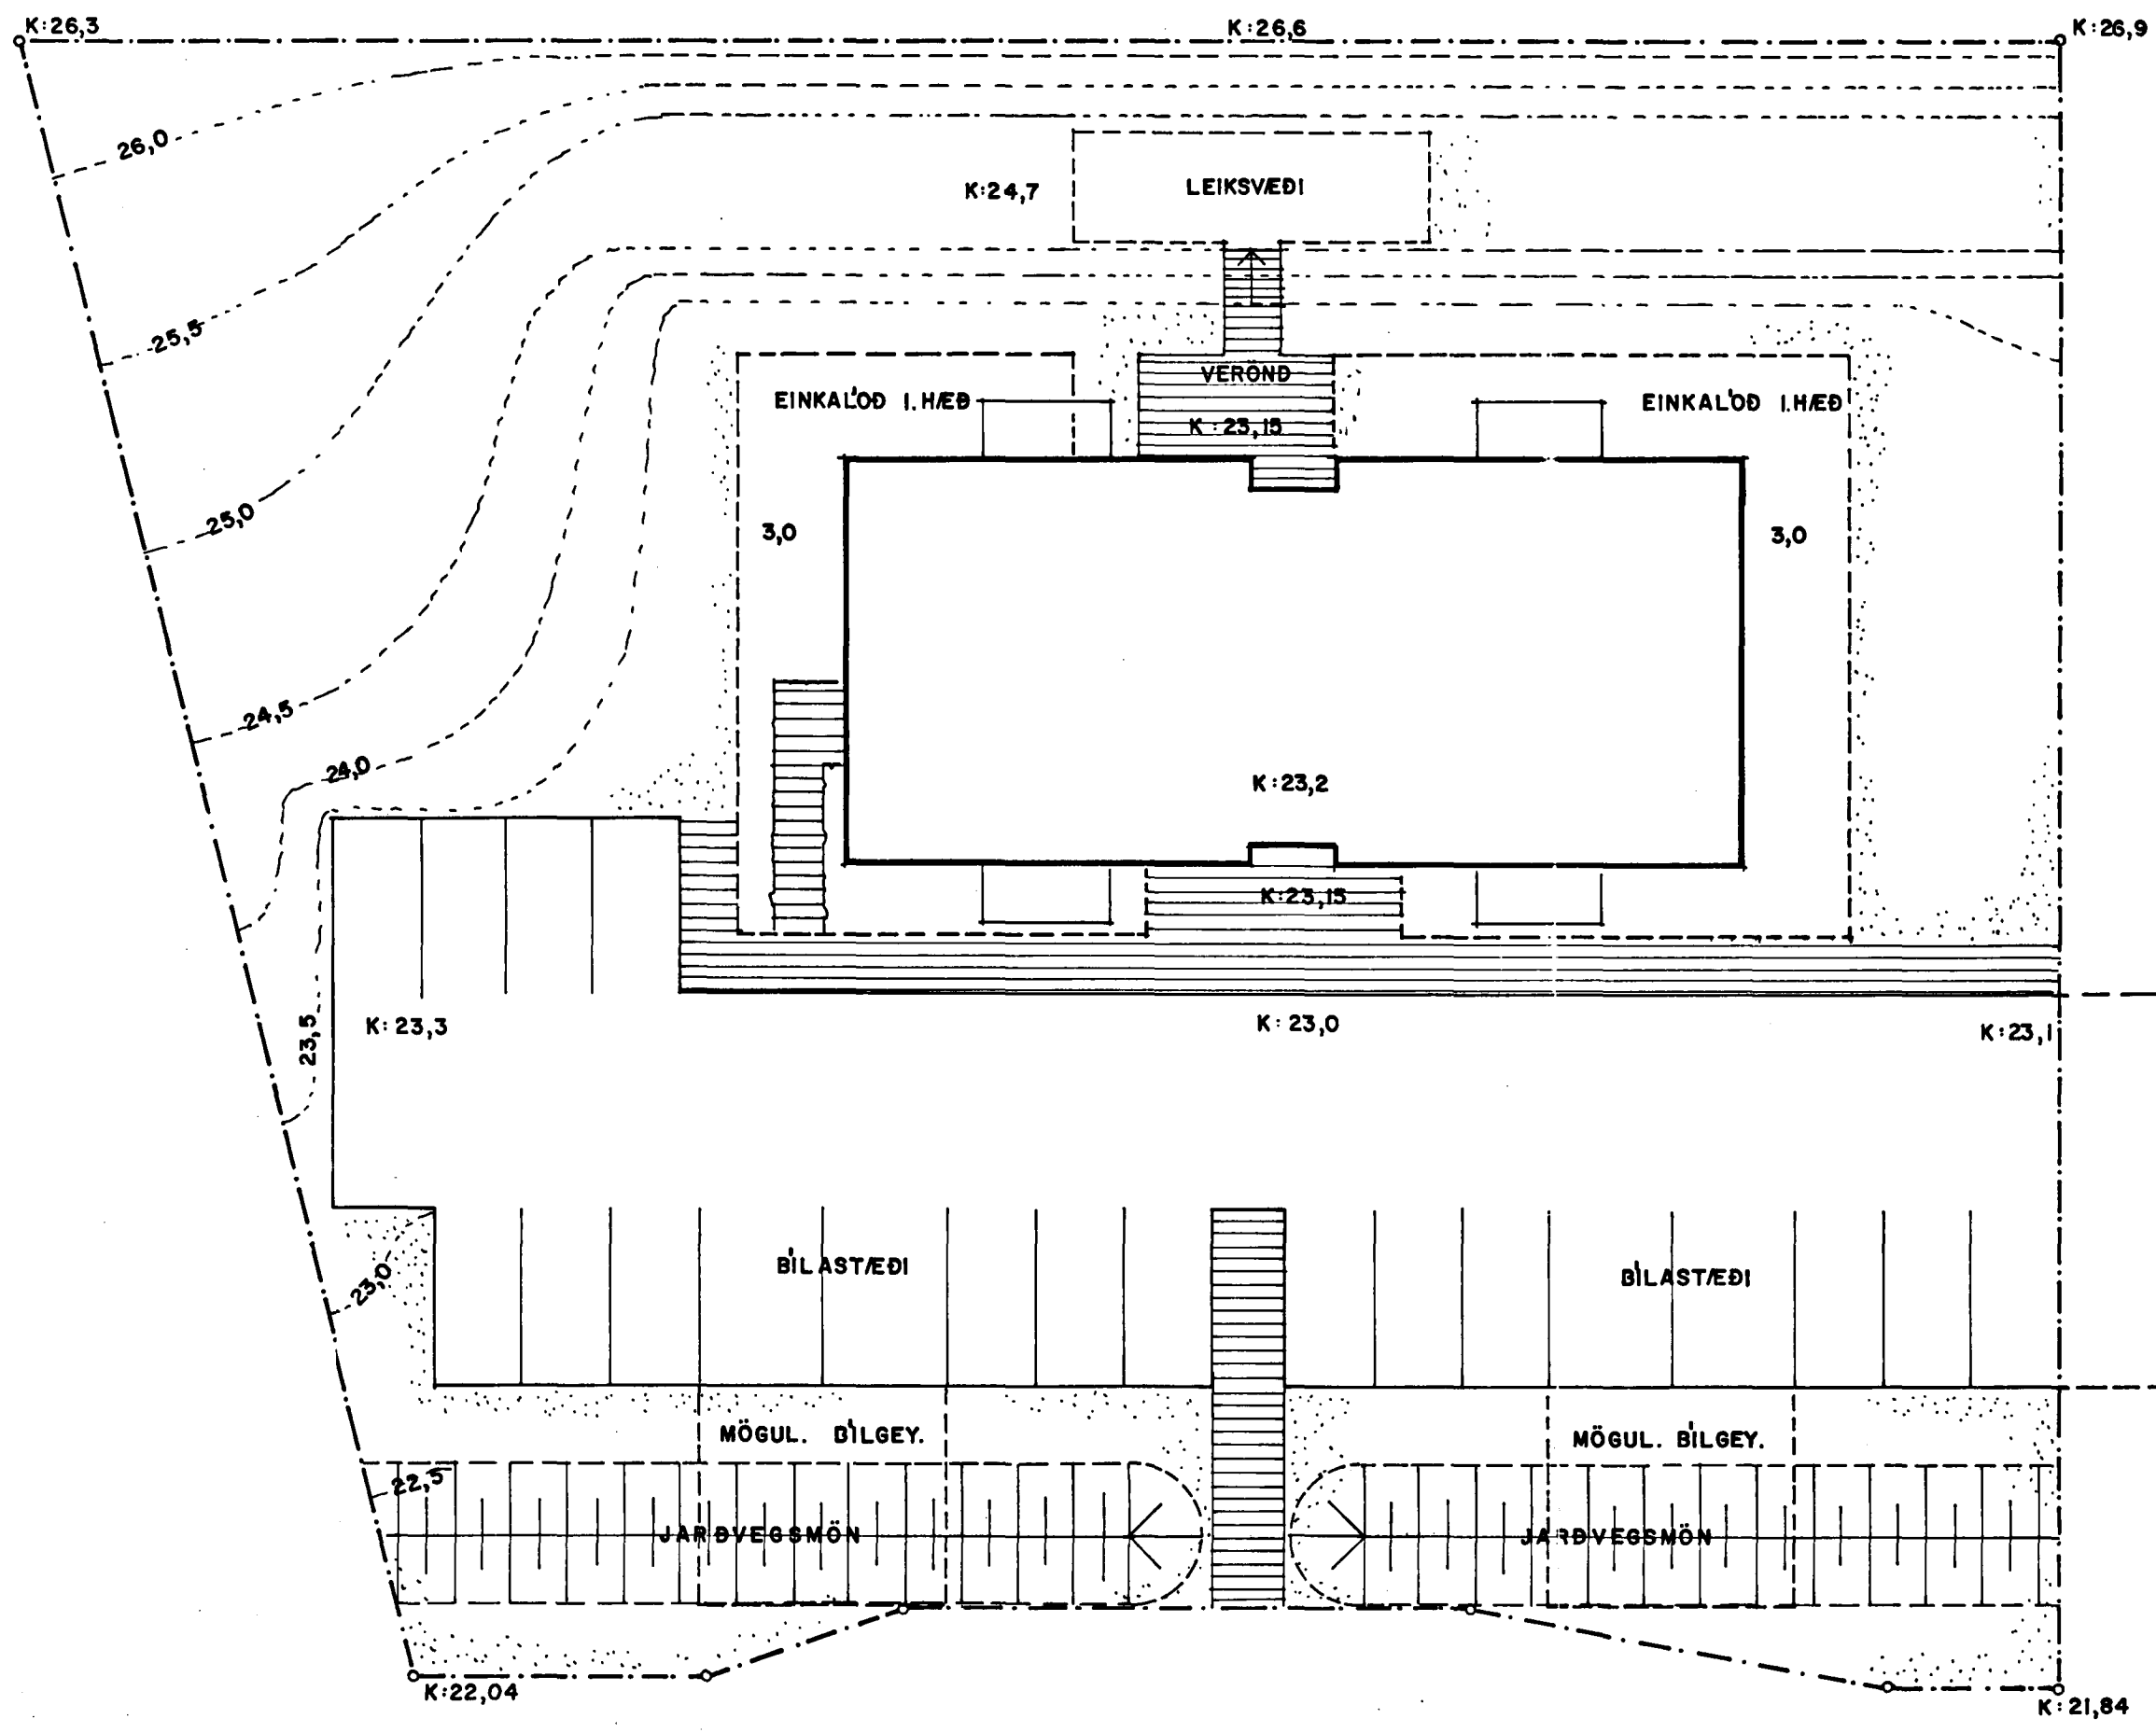 K:26,3
K:26,6
K:26,9
26,0
K:24,7
LEIKSVÆÐI
25,5
VERÖND
EINKALÓÐ I.HÆÐ
EINKALÓÐ I.HÆÐ
K:23,15
25,0
3,0
3,0
24,5
24,0
K:23,2
K:23,15
23,5
K:23,3
K:23,0
K:23,1
BÍLASTÆÐI
BÍLASTÆÐI
23,0
MÖGUL. BÍLGEY.
MÖGUL. BÍLGEY.
22,5
JARÐVEGSMÖN
JARÐVEGSMÖN
K:22,04
K:21,84